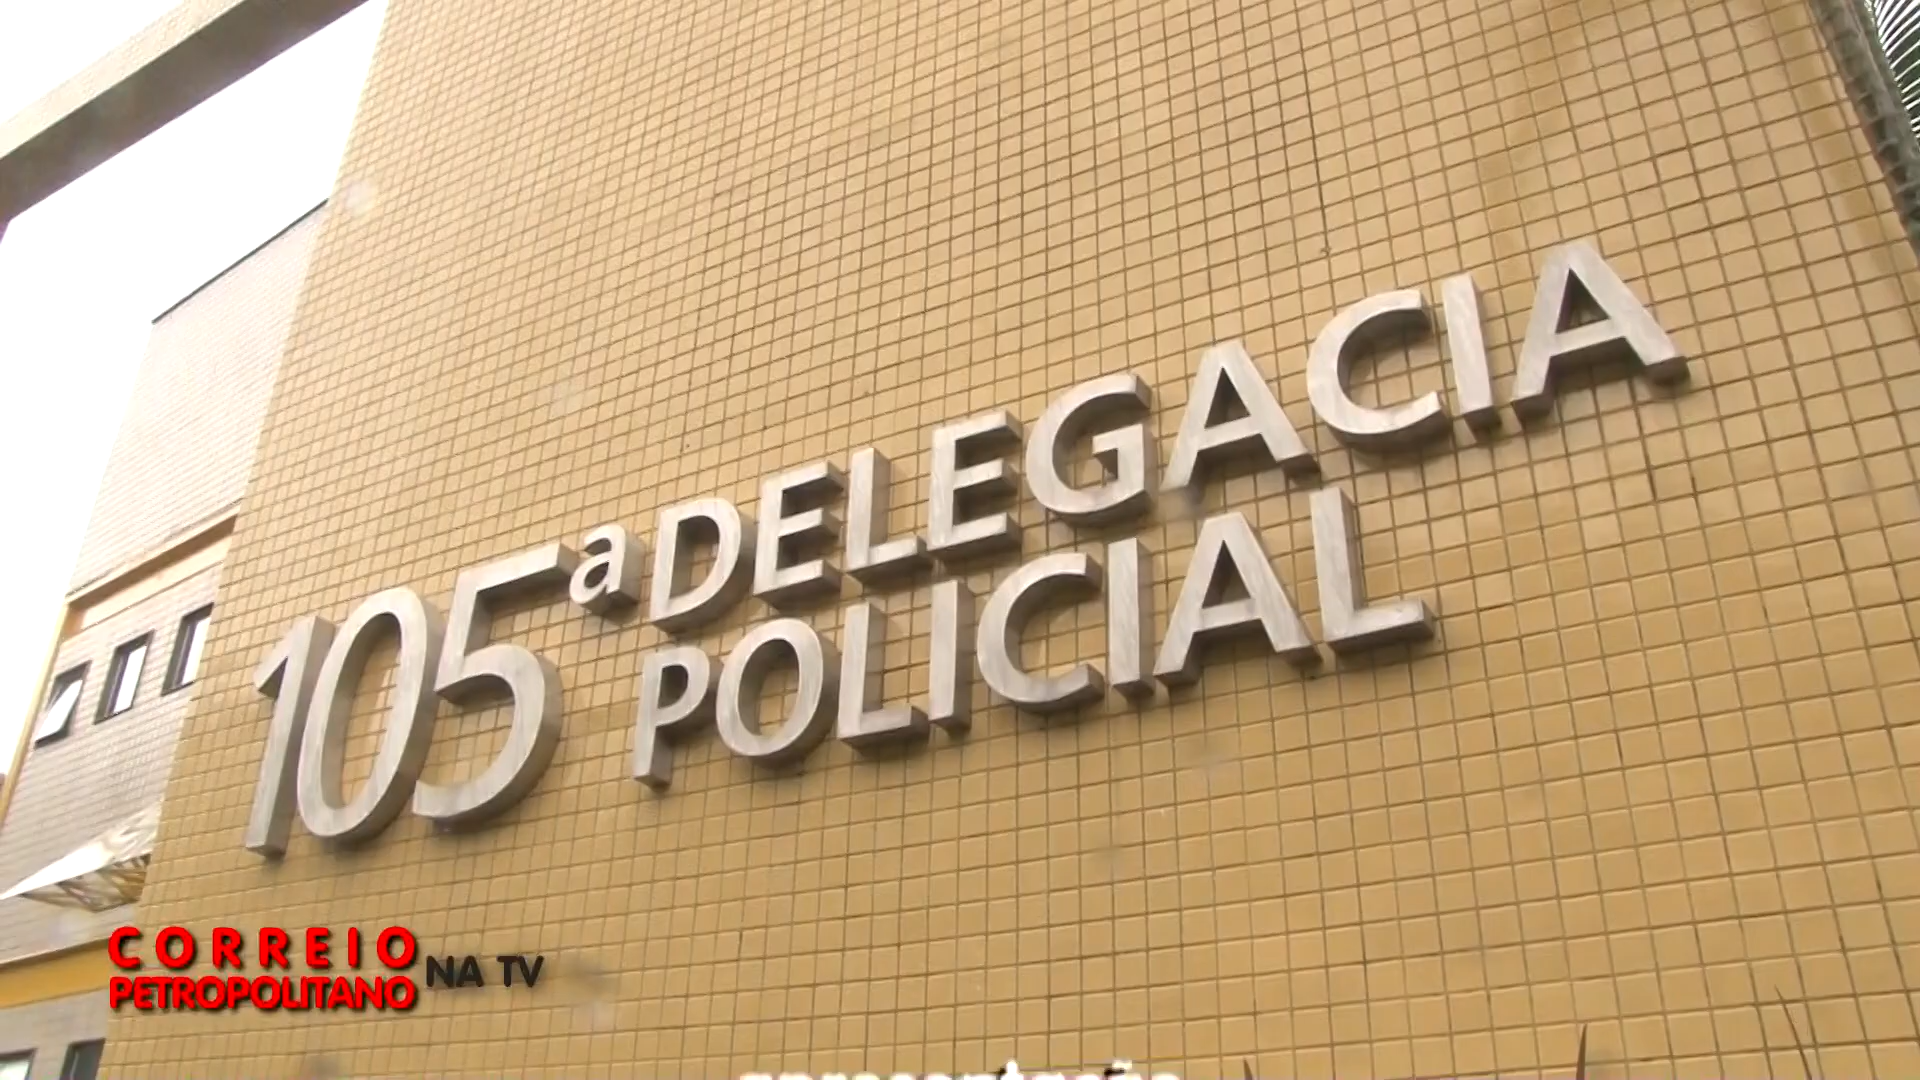 105ª DELEGACIA
POLICIAL
CORREIO
PETROPOLITANO NA TV